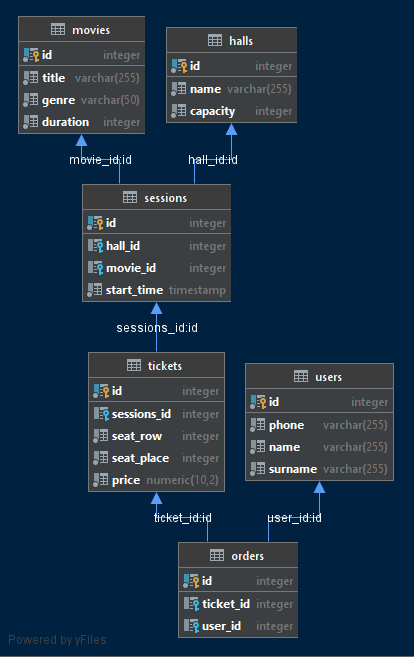 movies
id integer
title varchar(255)
genre varchar(50)
duration integer
halls
id integer
name varchar(255)
capacity integer
movie_id:id
hall_id:id
sessions
id integer
hall_id integer
movie_id integer
start_time timestamp
sessions_id:id
tickets
id integer
sessions_id integer
seat_row integer
seat_place integer
price numeric(10,2)
users
id integer
phone varchar(255)
name varchar(255)
surname varchar(255)
ticket_id:id
user_id:id
orders
id integer
ticket_id integer
user_id integer
Powered by yFiles